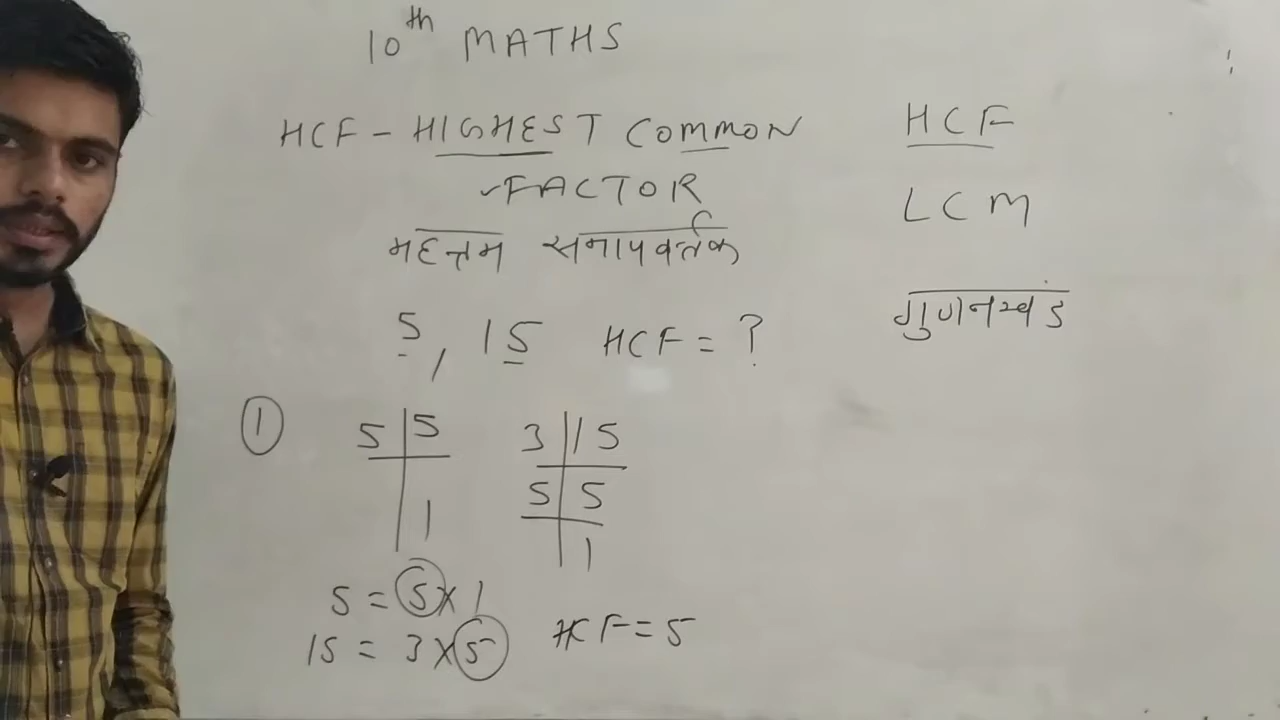 10th MATHS
HCF - HIGHEST COMMON
FACTOR
महत्तम समापवर्तक
5, 15 HCF = ?
HCF
LCM
गुणनखंड
1
5 | 5
1
3 | 15
5 | 5
1
5 = 5 x 1
15 = 3 x 5
HCF = 5